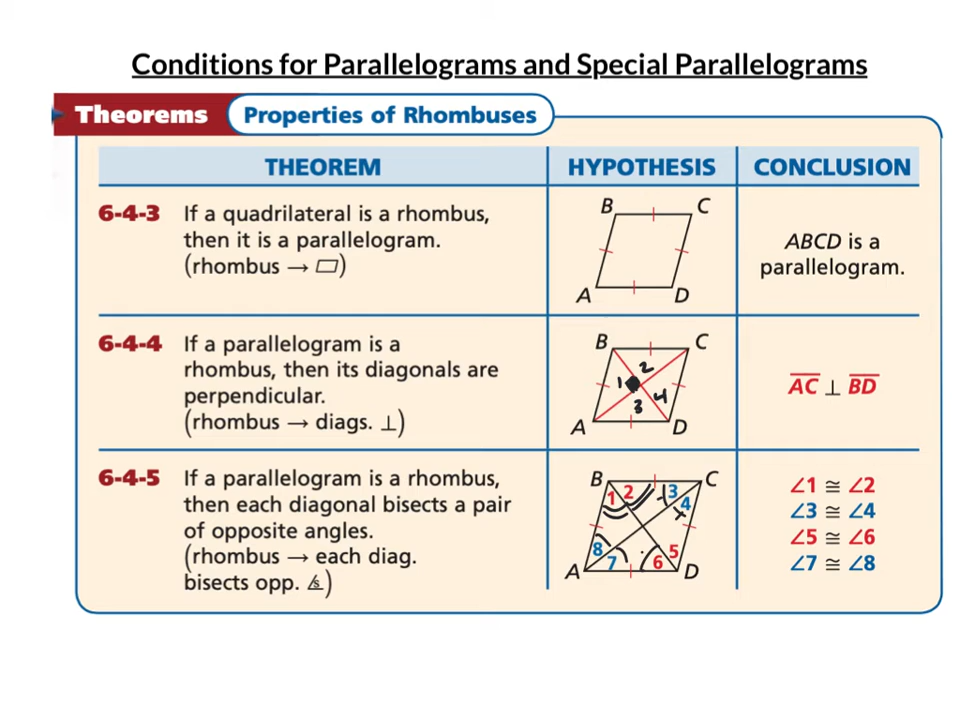 Conditions for Parallelograms and Special Parallelograms
Theorems Properties of Rhombuses
THEOREM HYPOTHESIS CONCLUSION
6-4-3 If a quadrilateral is a rhombus,
then it is a parallelogram.
(rhombus → ▱)
B C
A D
ABCD is a
parallelogram.
6-4-4 If a parallelogram is a
rhombus, then its diagonals are
perpendicular.
(rhombus → diags. ⊥)
B C
2
1 4
3
A D
AC ⊥ BD
6-4-5 If a parallelogram is a rhombus,
then each diagonal bisects a pair
of opposite angles.
(rhombus → each diag.
bisects opp. ∠s)
B C
1 2 3 4
8 7 6 5
A D
∠1 ≅ ∠2
∠3 ≅ ∠4
∠5 ≅ ∠6
∠7 ≅ ∠8